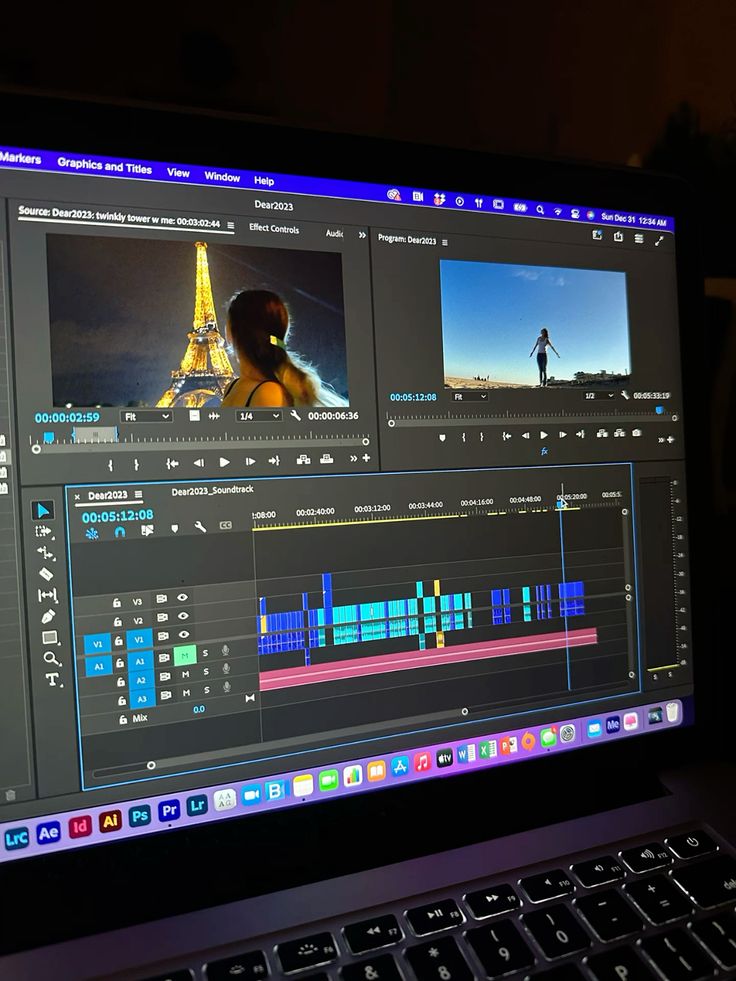 Markers Graphics and Titles View Window Help
Sun Dec 31 12:34 AM
Dear2023
Source: Dear2023: twinkly tower w me: 00:03:02:44
Effect Controls
Audi
Program: Dear2023
00:00:02:59
Fit
1/4
00:00:06:36
00:05:12:08
Fit
1/2
00:05:33:19
fx
× Dear2023
Dear2023_Soundtrack
00:05:12:08
:08:00 00:02:40:00 00:03:12:00 00:03:44:00 00:04:16:00 00:04:48:00 00:05:20:00 00:05:5
V3
V2
V1 V1
A1 A1 M S
A2 M S
A3 M S
Mix 0.0
S S
LrC Ae Id Ai Ps Pr Lr
tv
Me
F5 F7 F8 F9 F10 F11 F12
& * 9 ( 0 ) - + =
7 8
P
del